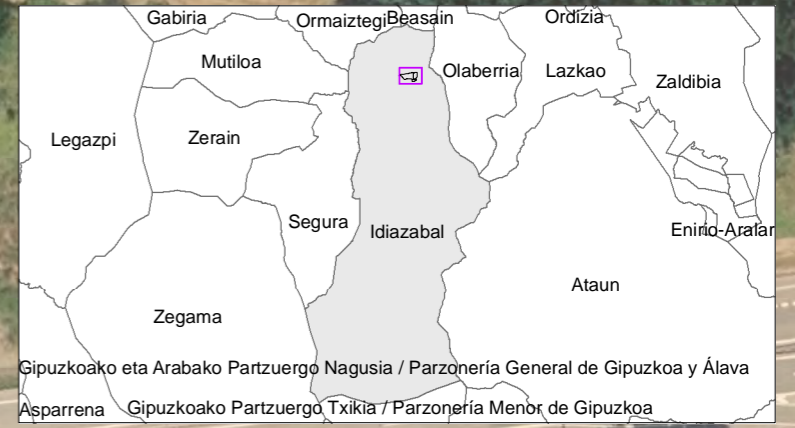 Gabiria
Ormaiztegi
Beasain
Ordizia
Mutiloa
Olaberria
Lazkao
Zaldibia
Legazpi
Zerain
Segura
Idiazabal
Enirio-Aralar
Ataun
Zegama
Gipuzkoako eta Arabako Partzuergo Nagusia / Parzonería General de Gipuzkoa y Álava
Asparrena
Gipuzkoako Partzuergo Txikia / Parzonería Menor de Gipuzkoa